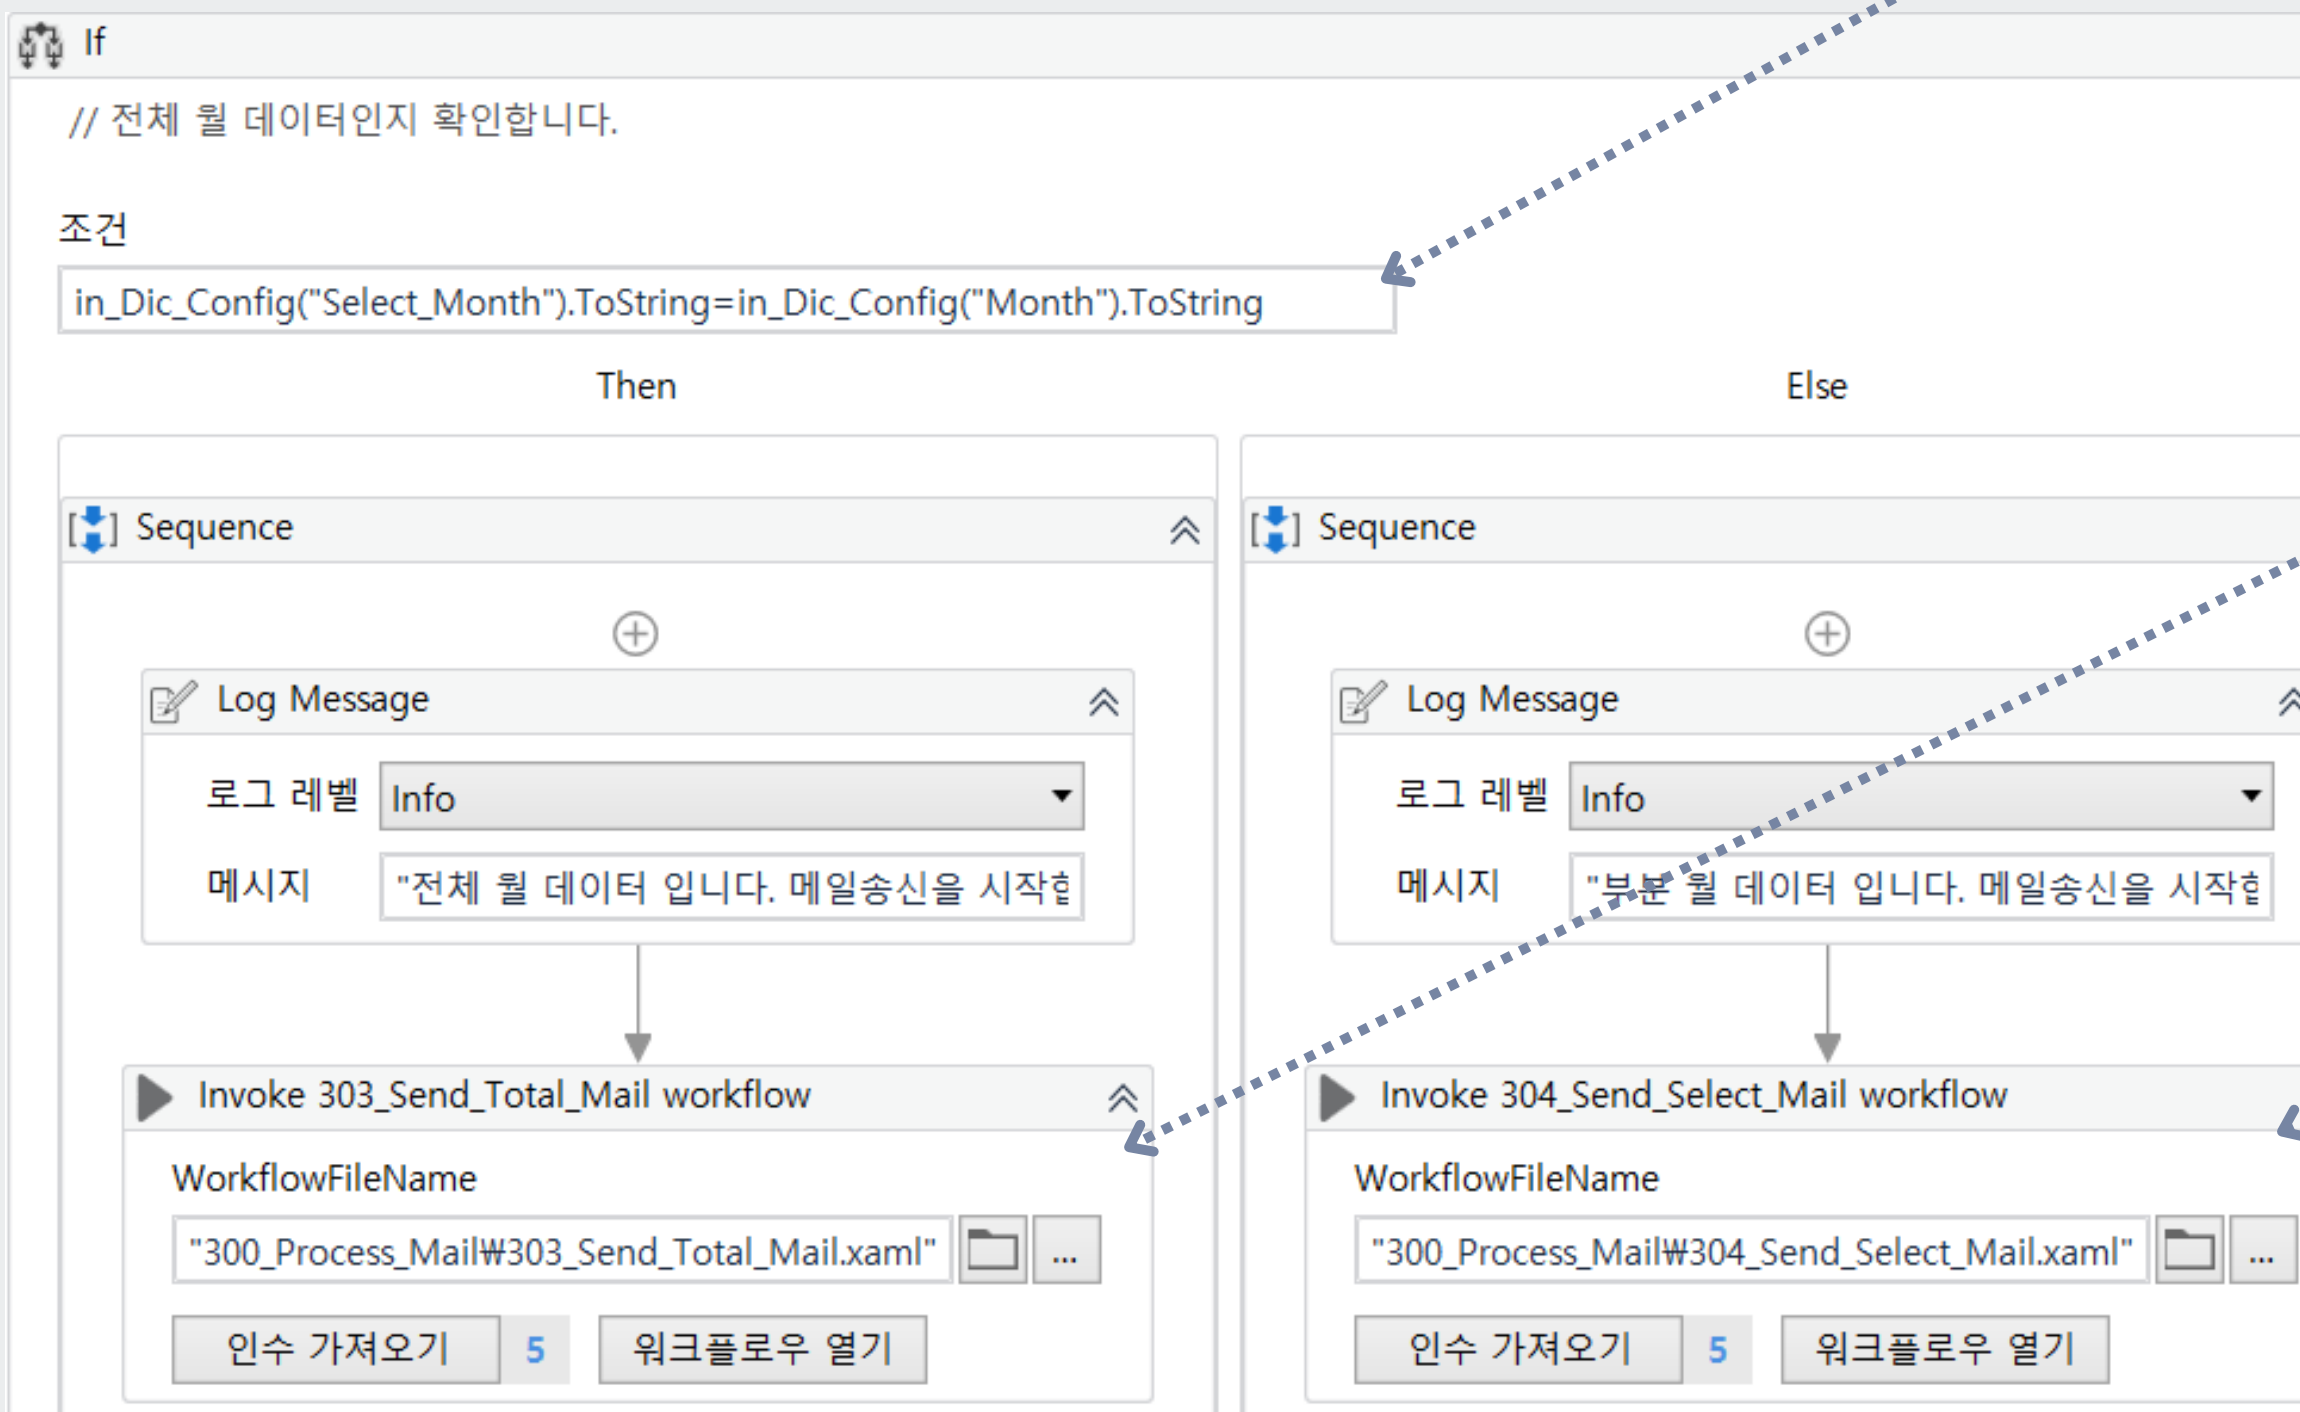 If
// 전체 월 데이터인지 확인합니다.
조건
in_Dic_Config("Select_Month").ToString=in_Dic_Config("Month").ToString
Then
Else
Sequence
Sequence
Log Message
Log Message
로그 레벨 Info
로그 레벨 Info
메시지 "전체 월 데이터 입니다. 메일송신을 시작합
메시지 "부분 월 데이터 입니다. 메일송신을 시작합
Invoke 303_Send_Total_Mail workflow
Invoke 304_Send_Select_Mail workflow
WorkflowFileName
WorkflowFileName
"300_Process_Mail₩303_Send_Total_Mail.xaml" ...
"300_Process_Mail₩304_Send_Select_Mail.xaml" ...
인수 가져오기 5 워크플로우 열기
인수 가져오기 5 워크플로우 열기